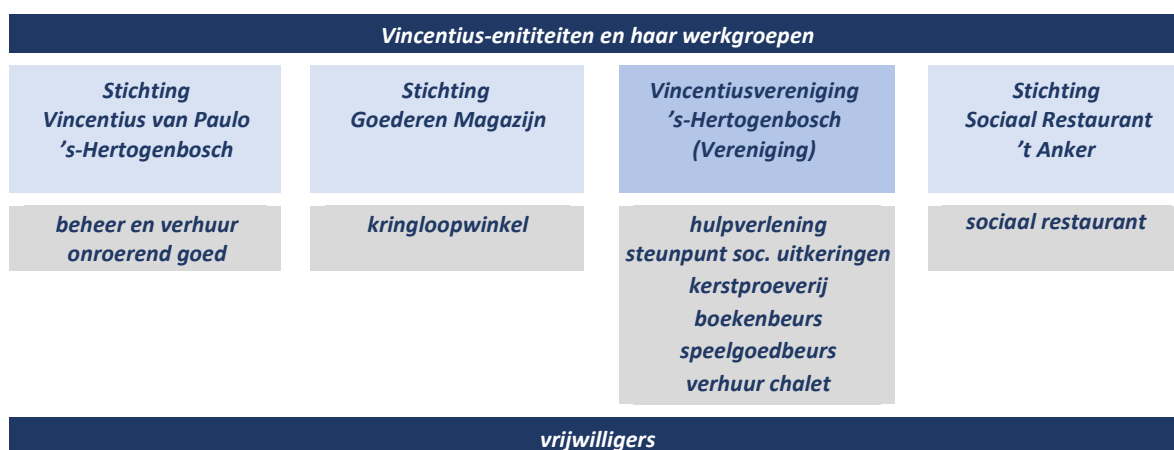 Vincentius-enititeiten en haar werkgroepen
Stichting
Vincentius van Paulo
’s-Hertogenbosch
Stichting
Goederen Magazijn
Vincentiusvereniging
’s-Hertogenbosch
(Vereniging)
Stichting
Sociaal Restaurant
’t Anker
beheer en verhuur
onroerend goed
kringloopwinkel
hulpverlening
steunpunt soc. uitkeringen
kerstproeverij
boekenbeurs
speelgoedbeurs
verhuur chalet
sociaal restaurant
vrijwilligers